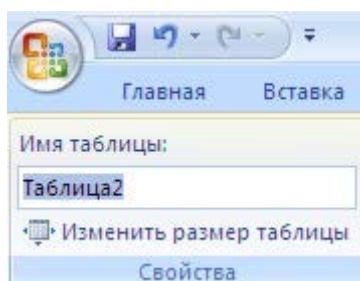 Главная Вставка
Имя таблицы:
Таблица2
Изменить размер таблицы
Свойства